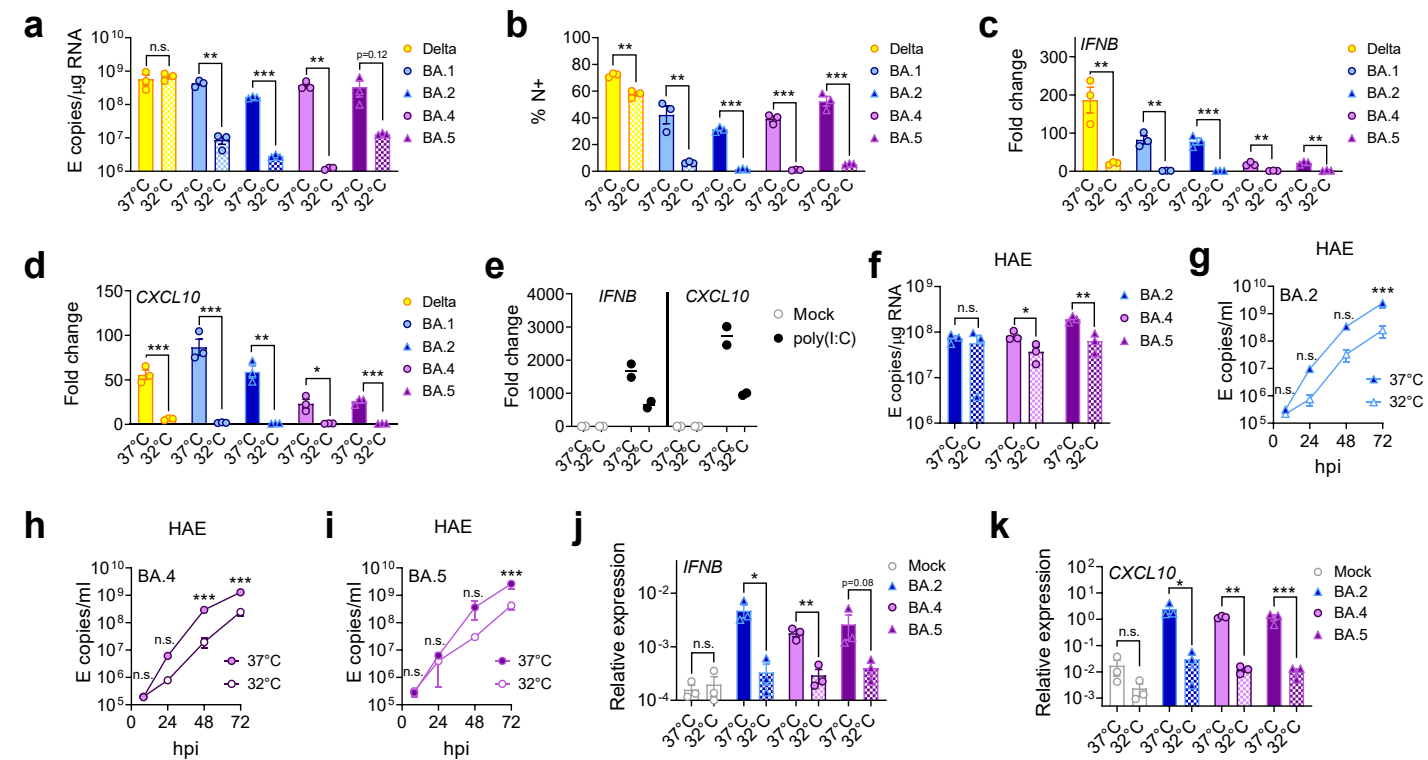 a
E copies/μg RNA
10^10
10^9
10^8
10^7
10^6
n.s.
**
***
**
p=0.12
37°C
32°C
37°C
32°C
37°C
32°C
37°C
32°C
37°C
32°C
Delta
BA.1
BA.2
BA.4
BA.5
b
% N+
100
80
60
40
20
0
**
**
***
***
***
37°C
32°C
37°C
32°C
37°C
32°C
37°C
32°C
37°C
32°C
Delta
BA.1
BA.2
BA.4
BA.5
c
IFNB
Fold change
300
200
100
0
**
**
***
**
**
37°C
32°C
37°C
32°C
37°C
32°C
37°C
32°C
37°C
32°C
Delta
BA.1
BA.2
BA.4
BA.5
d
CXCL10
Fold change
150
100
50
0
***
***
**
*
***
37°C
32°C
37°C
32°C
37°C
32°C
37°C
32°C
37°C
32°C
Delta
BA.1
BA.2
BA.4
BA.5
e
IFNB
CXCL10
Fold change
4000
3000
2000
1000
0
37°C
32°C
37°C
32°C
37°C
32°C
37°C
32°C
Mock
poly(I:C)
f
HAE
E copies/μg RNA
10^9
10^8
10^7
10^6
n.s.
*
**
37°C
32°C
37°C
32°C
37°C
32°C
BA.2
BA.4
BA.5
g
HAE
BA.2
E copies/ml
10^10
10^9
10^8
10^7
10^6
10^5
n.s.
n.s.
n.s.
***
37°C
32°C
0 24 48 72
hpi
h
HAE
BA.4
E copies/ml
10^10
10^9
10^8
10^7
10^6
10^5
n.s.
n.s.
***
***
37°C
32°C
0 24 48 72
hpi
i
HAE
BA.5
E copies/ml
10^10
10^9
10^8
10^7
10^6
10^5
n.s.
n.s.
n.s.
***
37°C
32°C
0 24 48 72
hpi
j
IFNB
Relative expression
10^-2
10^-3
10^-4
n.s.
*
**
p=0.08
37°C
32°C
37°C
32°C
37°C
32°C
37°C
32°C
Mock
BA.2
BA.4
BA.5
k
CXCL10
Relative expression
10^2
10^1
10^0
10^-1
10^-2
10^-3
n.s.
*
**
***
37°C
32°C
37°C
32°C
37°C
32°C
37°C
32°C
Mock
BA.2
BA.4
BA.5